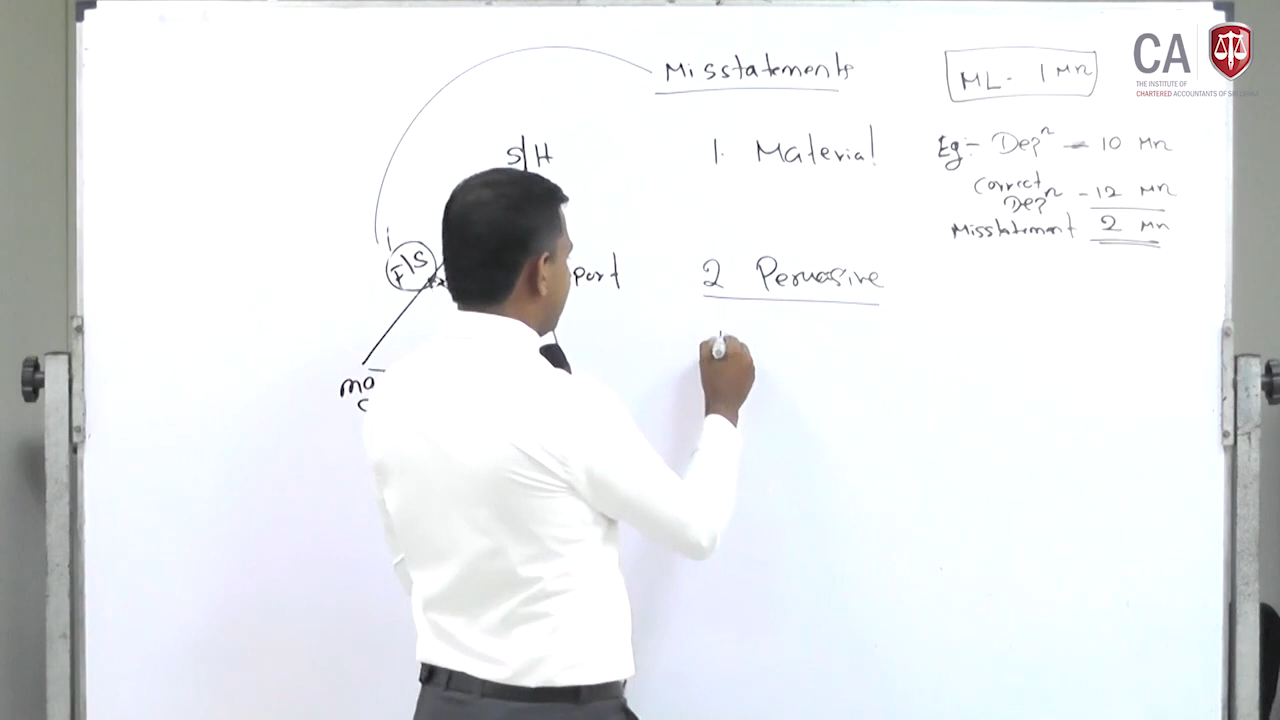 Misstatements
ML - 1 Mn
CA
THE INSTITUTE OF
CHARTERED ACCOUNTANTS OF SRI LANKA
S/H
1. Material
Eg:- Depⁿ - 10 Mn
Correct Depⁿ - 12 Mn
Misstatement 2 Mn
F/S
port
2 Pervasive